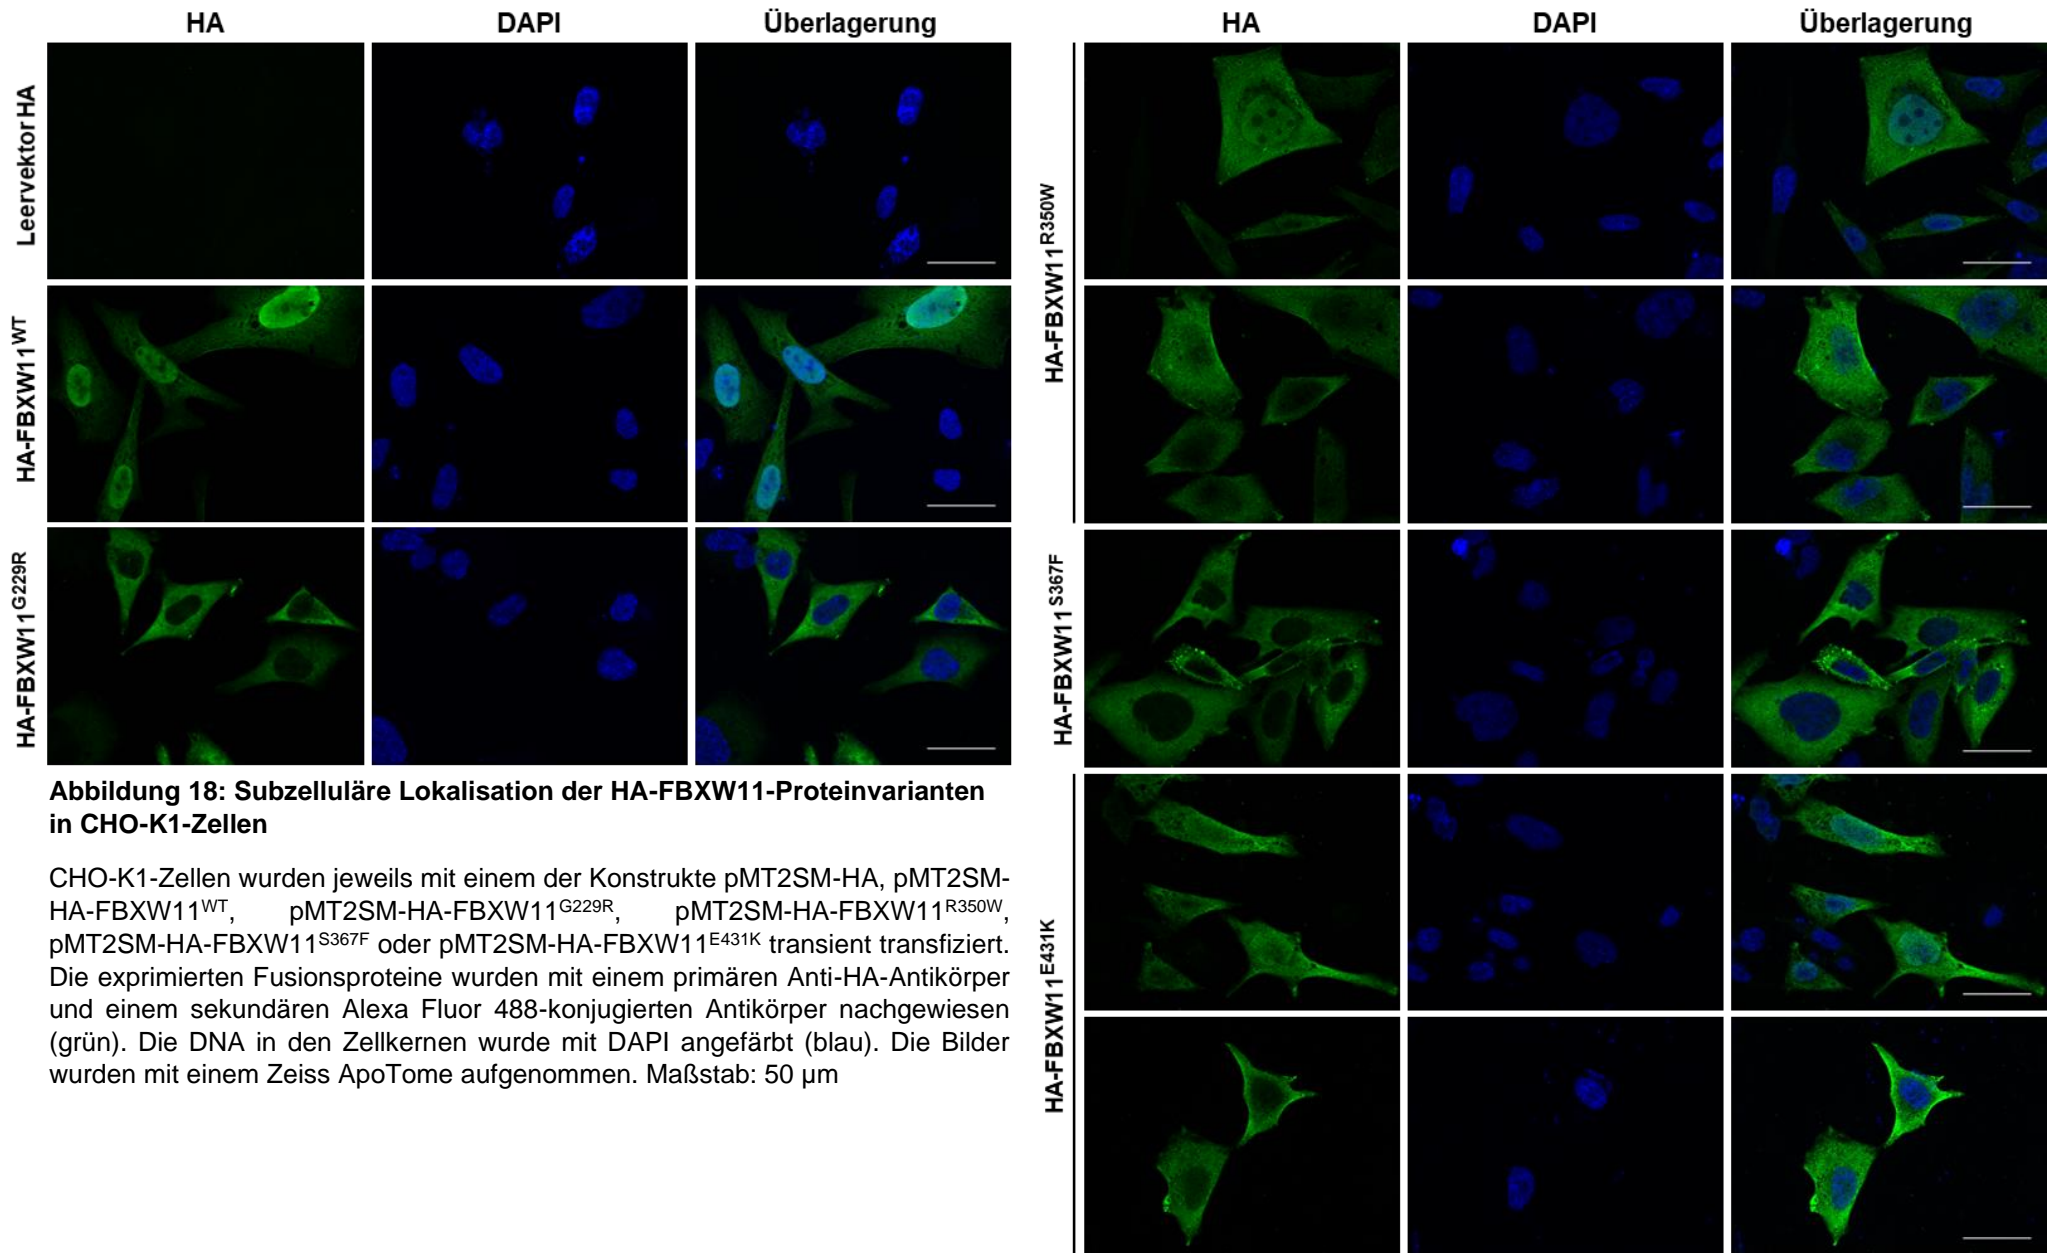 HA DAPI Überlagerung
Leervektor HA
HA-FBXW11WT
HA-FBXW11G229R
Abbildung 18: Subzelluläre Lokalisation der HA-FBXW11-Proteinvarianten
in CHO-K1-Zellen
CHO-K1-Zellen wurden jeweils mit einem der Konstrukte pMT2SM-HA, pMT2SM-
HA-FBXW11WT, pMT2SM-HA-FBXW11G229R, pMT2SM-HA-FBXW11R350W,
pMT2SM-HA-FBXW11S367F oder pMT2SM-HA-FBXW11E431K transient transfiziert.
Die exprimierten Fusionsproteine wurden mit einem primären Anti-HA-Antikörper
und einem sekundären Alexa Fluor 488-konjugierten Antikörper nachgewiesen
(grün). Die DNA in den Zellkernen wurde mit DAPI angefärbt (blau). Die Bilder
wurden mit einem Zeiss ApoTome aufgenommen. Maßstab: 50 µm
HA DAPI Überlagerung
HA-FBXW11R350W
HA-FBXW11S367F
HA-FBXW11E431K